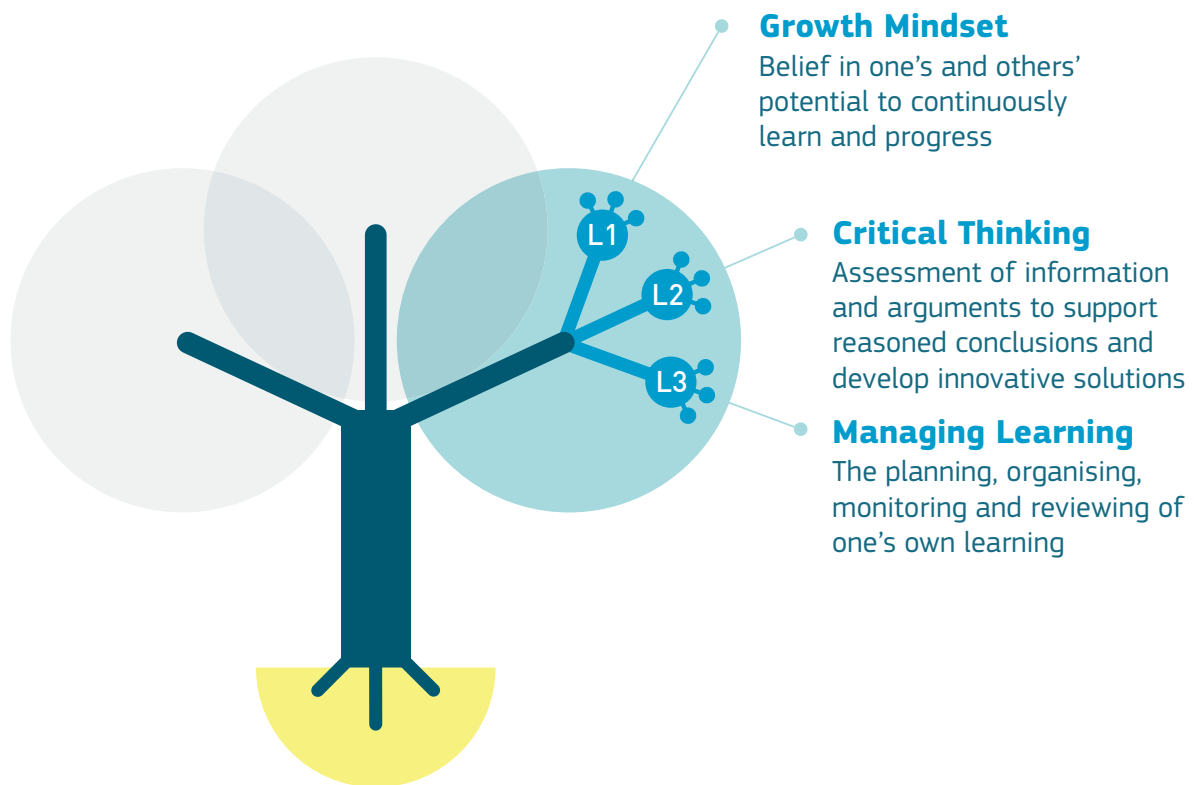 Growth Mindset
Belief in one's and others'
potential to continuously
learn and progress
L1
L2
L3
Critical Thinking
Assessment of information
and arguments to support
reasoned conclusions and
develop innovative solutions
Managing Learning
The planning, organising,
monitoring and reviewing of
one's own learning